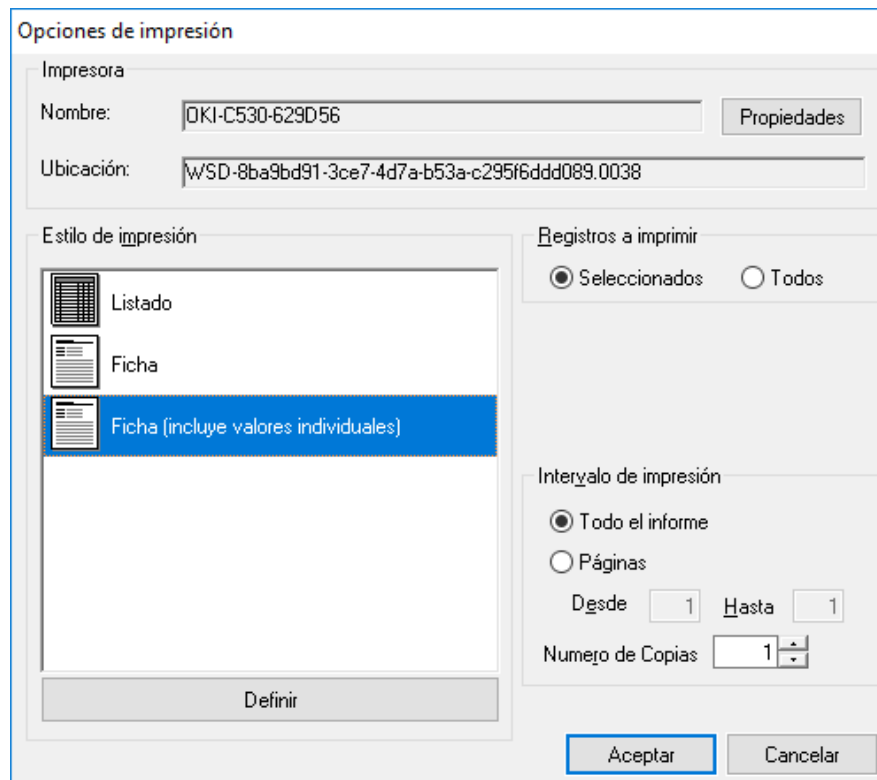 Opciones de impresión
Impresora
Nombre: OKI-C530-629D56 Propiedades
Ubicación: WSD-8ba9bd91-3ce7-4d7a-b53a-c295f6ddd089.0038
Estilo de impresión
Listado
Ficha
Ficha (incluye valores individuales)
Definir
Registros a imprimir
Seleccionados Todos
Intervalo de impresión
Todo el informe
Páginas
Desde 1 Hasta 1
Numero de Copias 1
Aceptar Cancelar